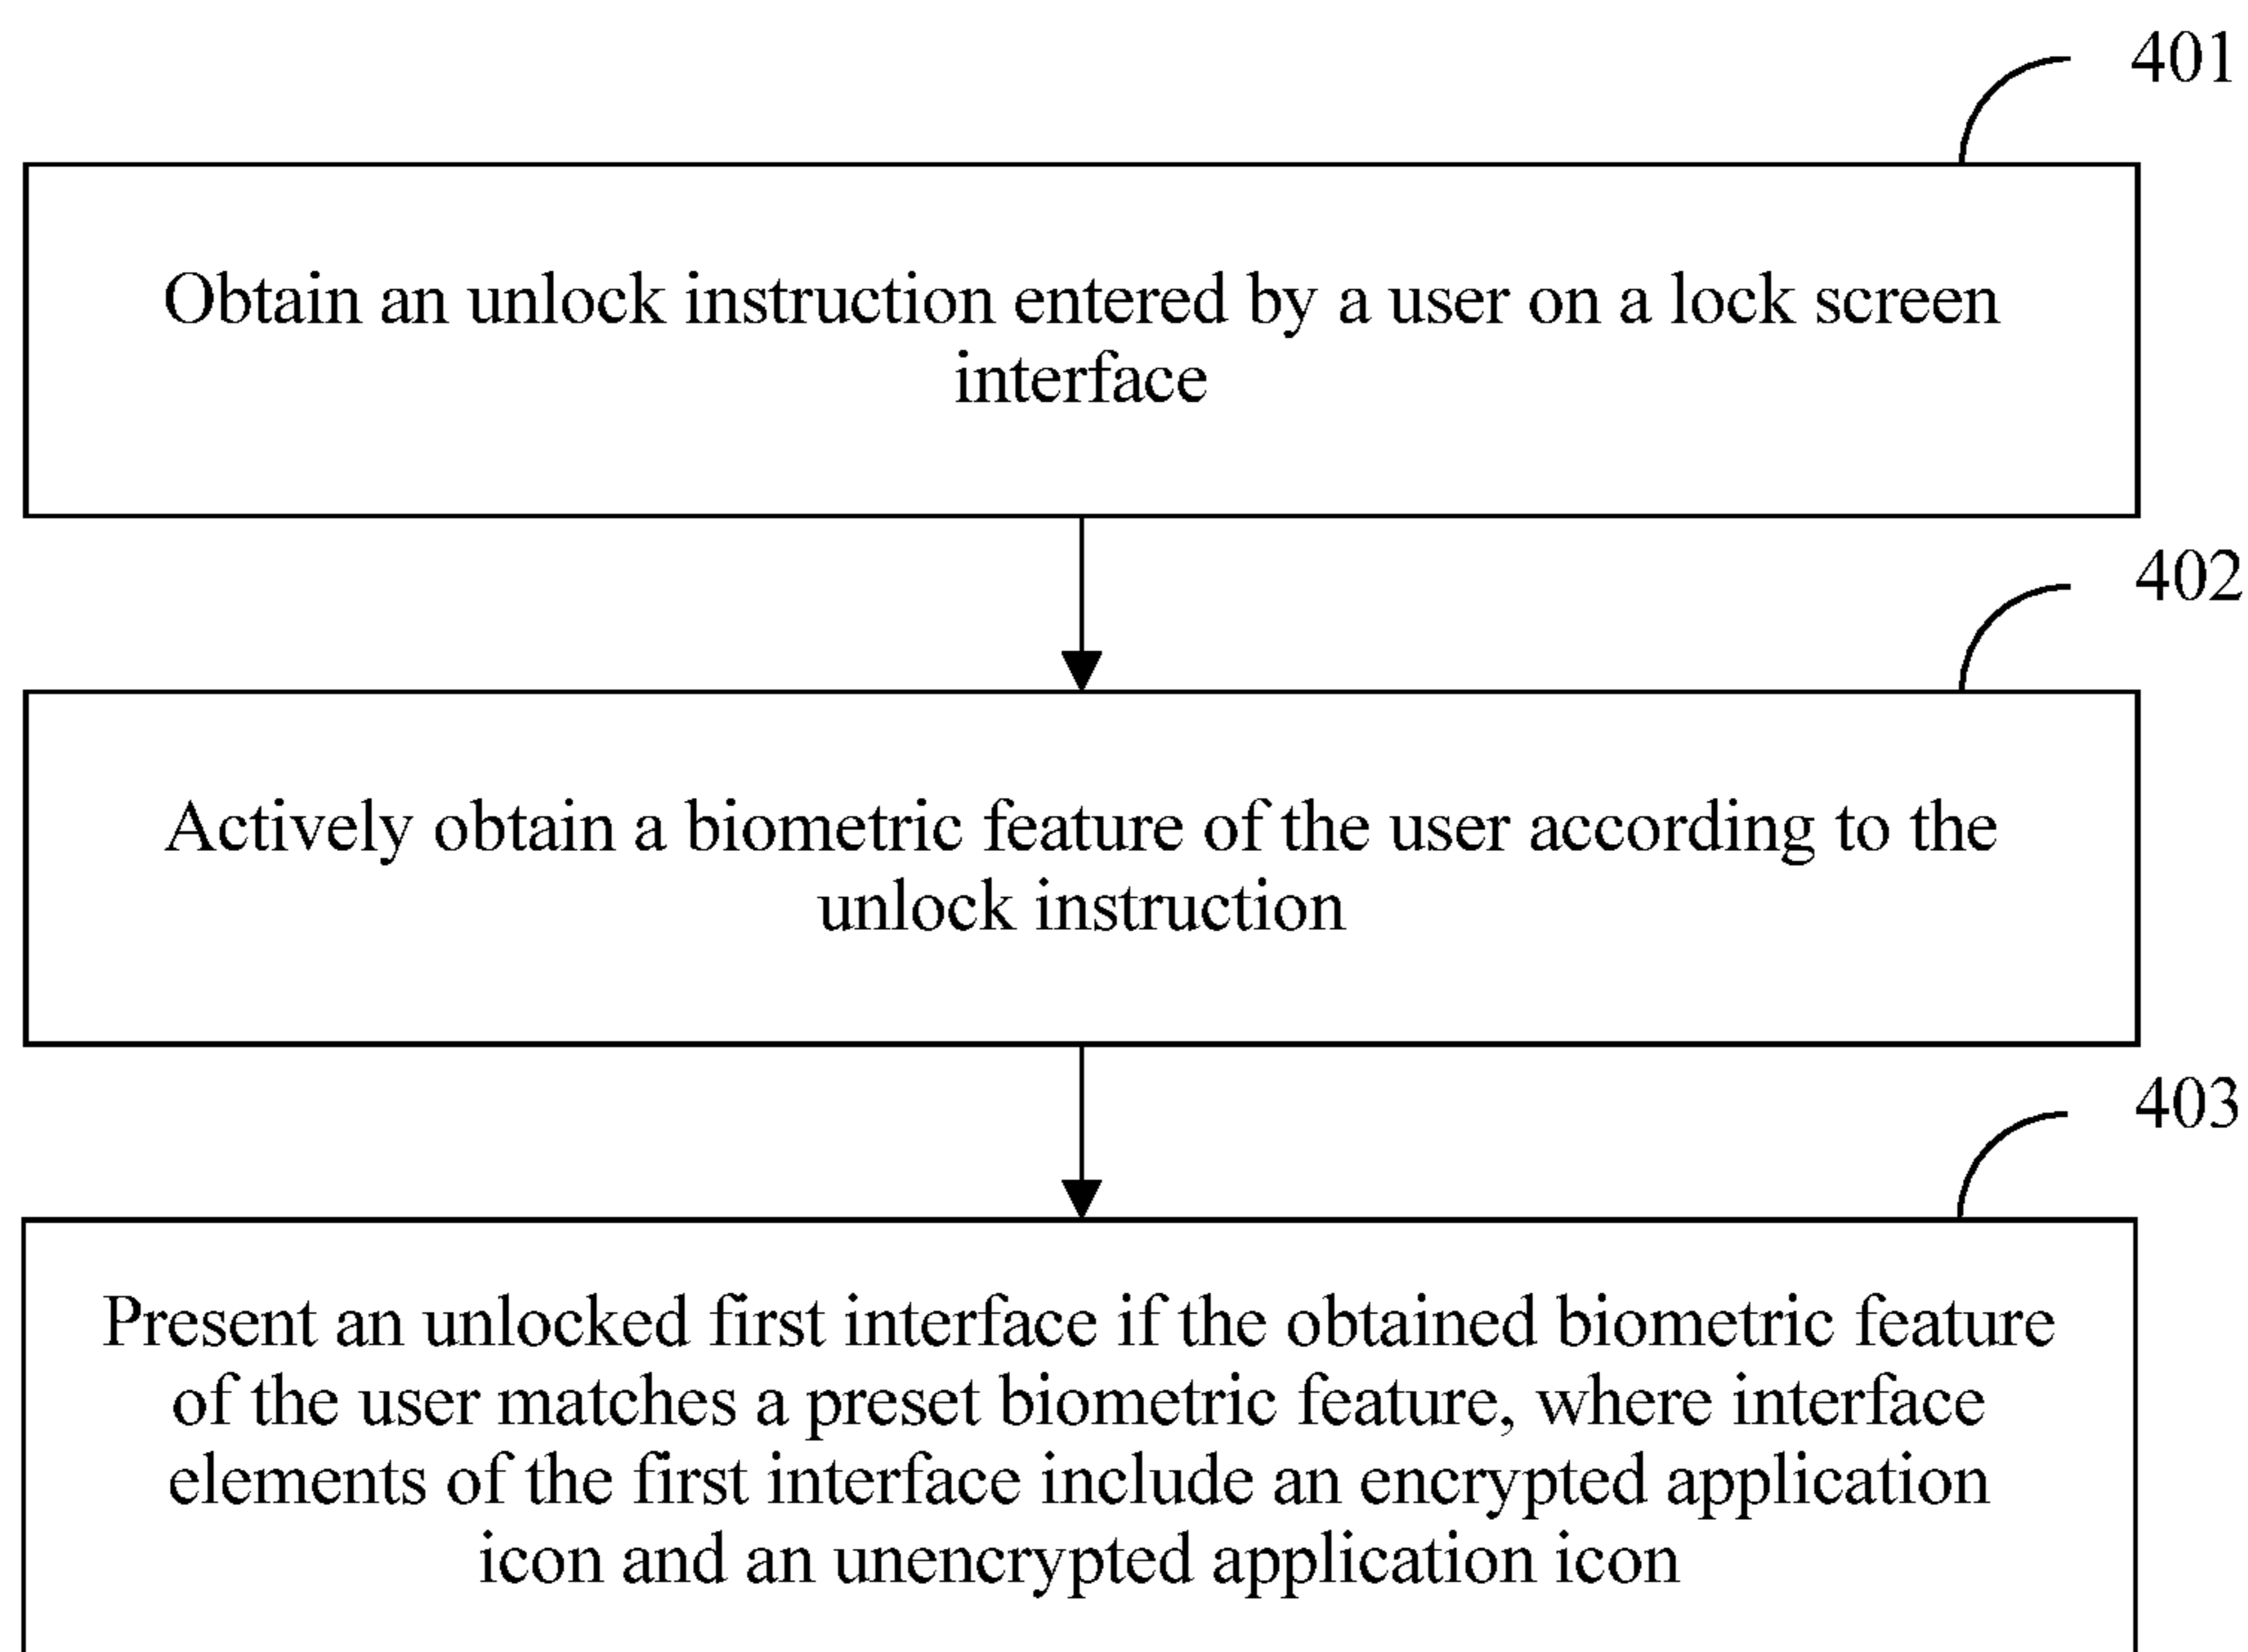 401
Obtain an unlock instruction entered by a user on a lock screen
interface
402
Actively obtain a biometric feature of the user according to the
unlock instruction
403
Present an unlocked first interface if the obtained biometric feature
of the user matches a preset biometric feature, where interface
elements of the first interface include an encrypted application
icon and an unencrypted application icon